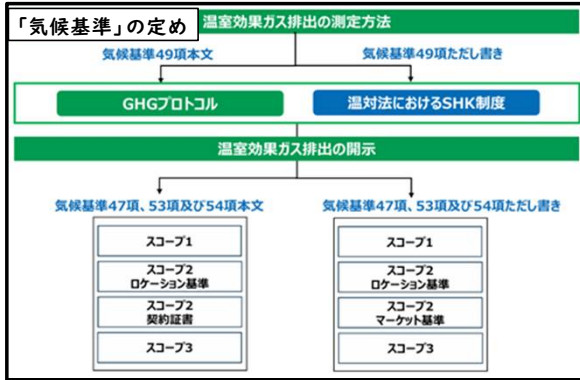 「気候基準」の定め
温室効果ガス排出の測定方法
気候基準49項本文
気候基準49項ただし書き
GHGプロトコル
温対法におけるSHK制度
温室効果ガス排出の開示
気候基準47項、53項及び54項本文
気候基準47項、53項及び54項ただし書き
スコープ1
スコープ2
ロケーション基準
スコープ2
契約証書
スコープ3
スコープ1
スコープ2
ロケーション基準
スコープ2
マーケット基準
スコープ3